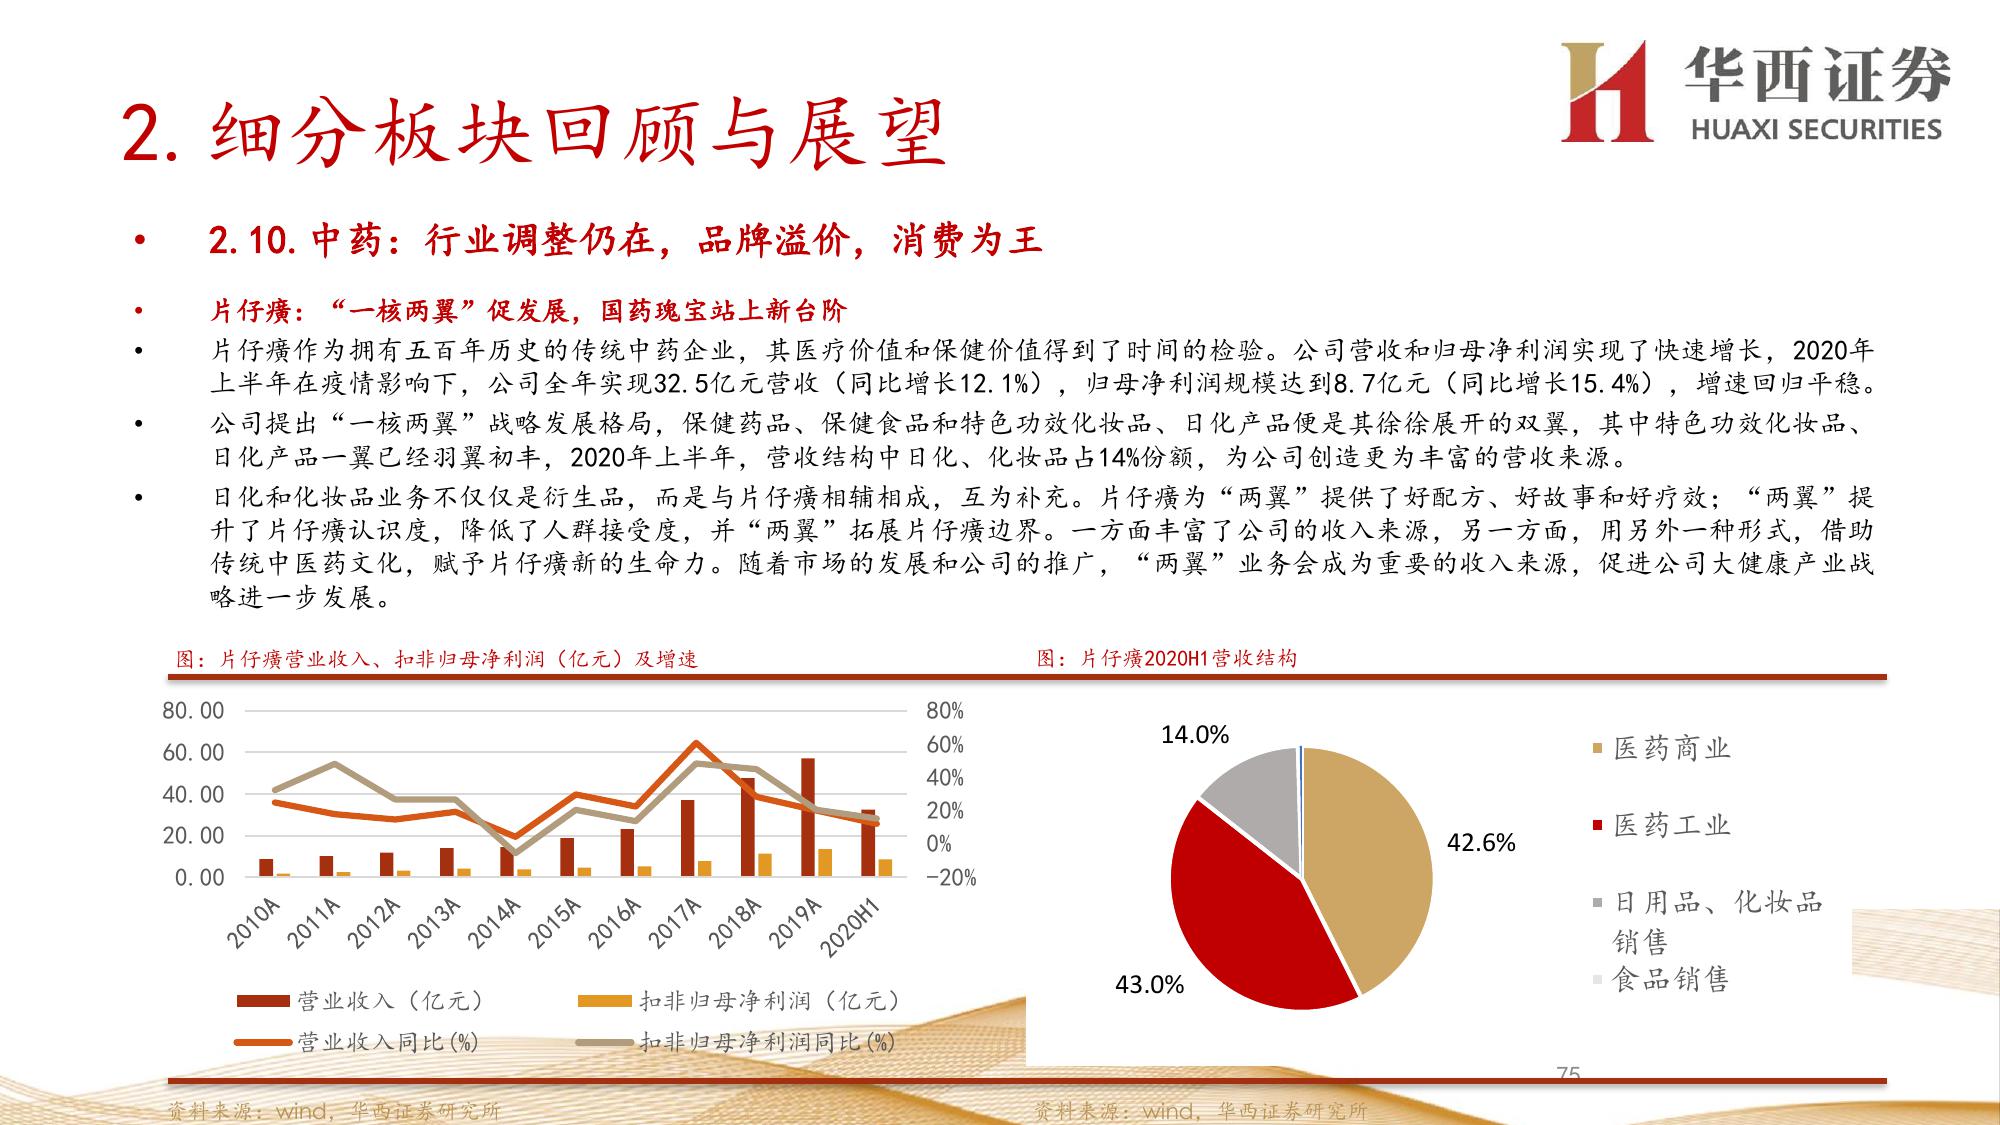 华西证券
HUAXI SECURITIES
2. 细分板块回顾与展望
• 2.10. 中药：行业调整仍在，品牌溢价，消费为王
• 片仔癀：“一核两翼”促发展，国药瑰宝站上新台阶
• 片仔癀作为拥有五百年历史的传统中药企业，其医疗价值和保健价值得到了时间的检验。公司营收和归母净利润实现了快速增长，2020年
上半年在疫情影响下，公司全年实现32.5亿元营收（同比增长12.1%），归母净利润规模达到8.7亿元（同比增长15.4%），增速回归平稳。
• 公司提出“一核两翼”战略发展格局，保健药品、保健食品和特色功效化妆品、日化产品便是其徐徐展开的双翼，其中特色功效化妆品、
日化产品一翼已经羽翼初丰，2020年上半年，营收结构中日化、化妆品占14%份额，为公司创造更为丰富的营收来源。
• 日化和化妆品业务不仅仅是衍生品，而是与片仔癀相辅相成，互为补充。片仔癀为“两翼”提供了好配方、好故事和好疗效；“两翼”提
升了片仔癀认识度，降低了人群接受度，并“两翼”拓展片仔癀边界。一方面丰富了公司的收入来源，另一方面，用另外一种形式，借助
传统中医药文化，赋予片仔癀新的生命力。随着市场的发展和公司的推广，“两翼”业务会成为重要的收入来源，促进公司大健康产业战
略进一步发展。
图：片仔癀营业收入、扣非归母净利润（亿元）及增速
80.00
60.00
40.00
20.00
0.00
80%
60%
40%
20%
0%
-20%
2010A 2011A 2012A 2013A 2014A 2015A 2016A 2017A 2018A 2019A 2020H1
营业收入（亿元） 扣非归母净利润（亿元）
营业收入同比(%) 扣非归母净利润同比(%)
图：片仔癀2020H1营收结构
14.0%
42.6%
43.0%
医药商业
医药工业
日用品、化妆品
销售
食品销售
75
资料来源：wind，华西证券研究所
资料来源：wind，华西证券研究所